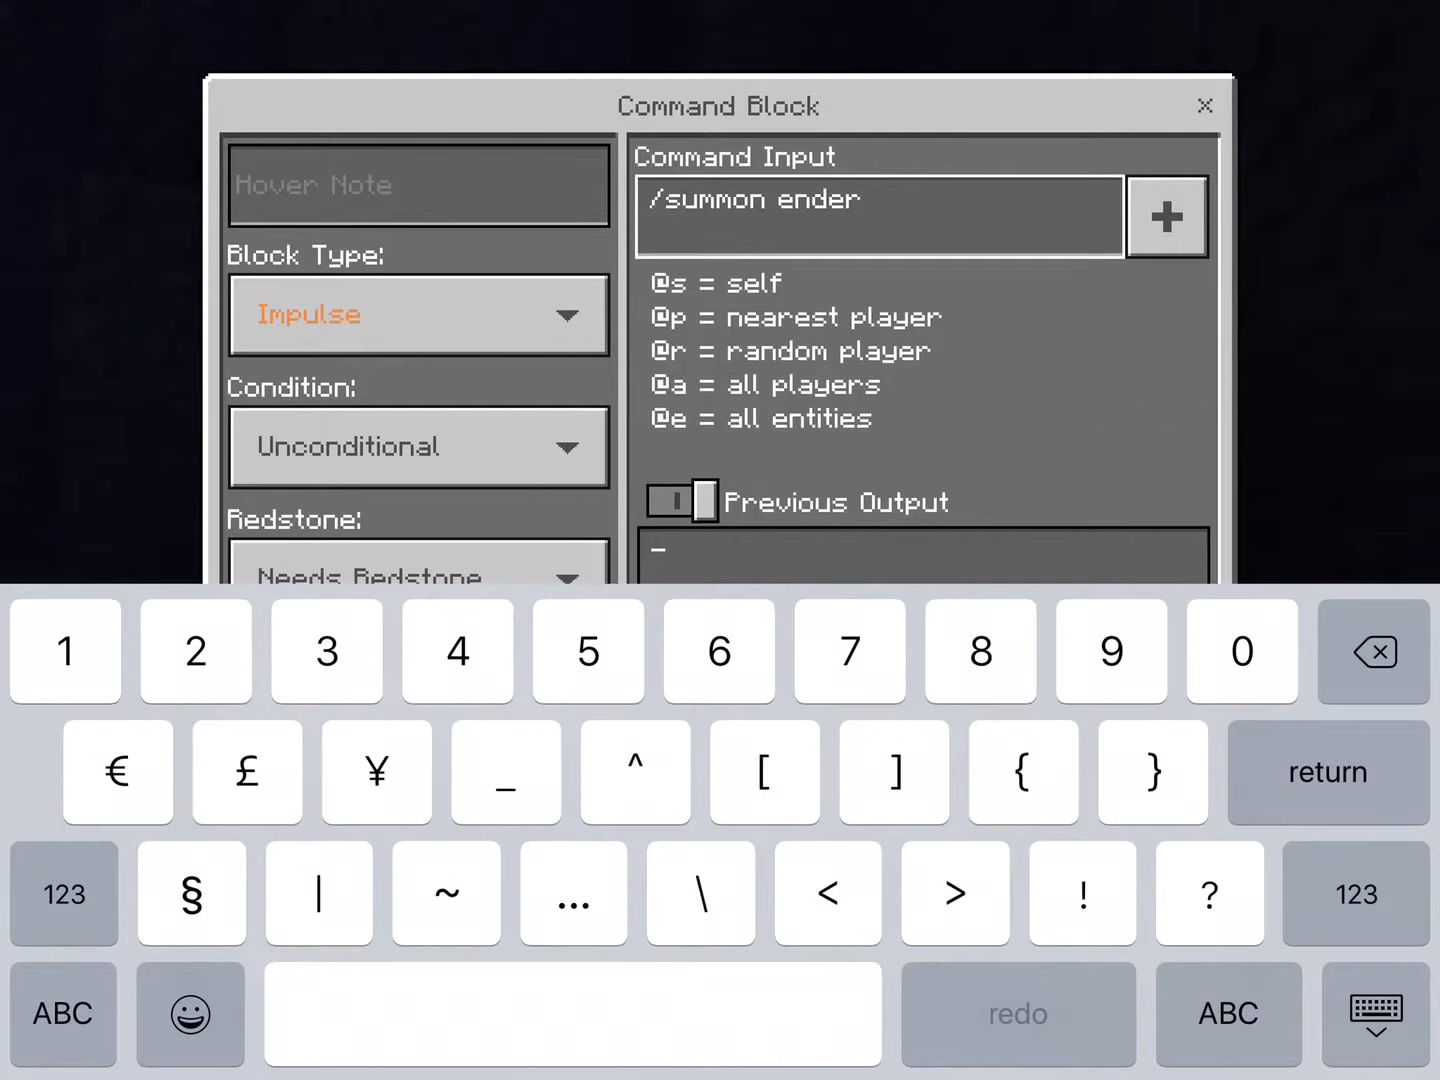 Command Block
Hover Note
Block Type:
Impulse
Condition:
Unconditional
Redstone:
Needs Redstone
Command Input
/summon ender
@s = self
@p = nearest player
@r = random player
@a = all players
@e = all entities
Previous Output
-
1 2 3 4 5 6 7 8 9 0
€ £ ¥ _ ^ [ ] { } return
123 § | ~ ... \ < > ! ? 123
ABC redo ABC